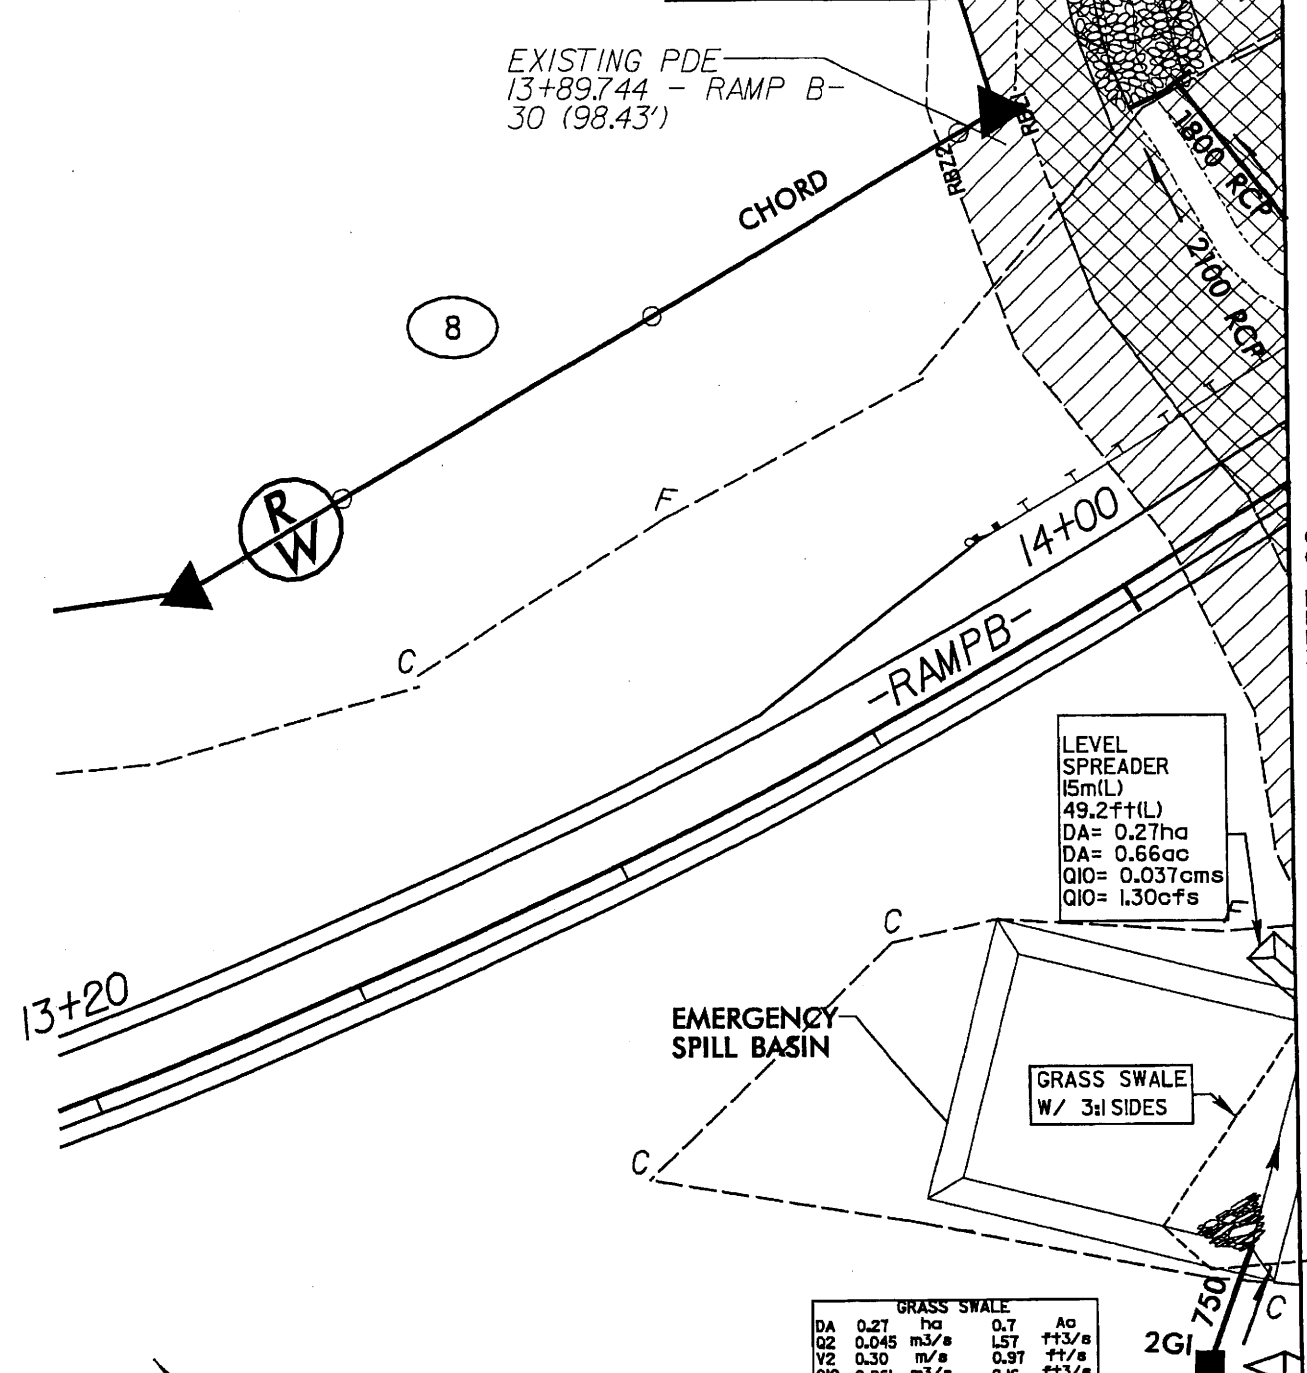 EXISTING PDE
13+89.744 - RAMP B-
30 (98.43')
RBZ2
1800 RCP
2100 RCP
CHORD
8
R
W
F
14+00
C
-RAMPB-
LEVEL
SPREADER
15m(L)
49.2ft(L)
DA= 0.27ha
DA= 0.66ac
Q10= 0.037cms
Q10= 1.30cfs
F
C
13+20
EMERGENCY
SPILL BASIN
GRASS SWALE
W/ 3:1 SIDES
C
750
C
2GI
GRASS SWALE
DA 0.27 ha 0.7 Ac
Q2 0.045 m3/s 1.57 ft3/s
V2 0.30 m/s 0.97 ft/s